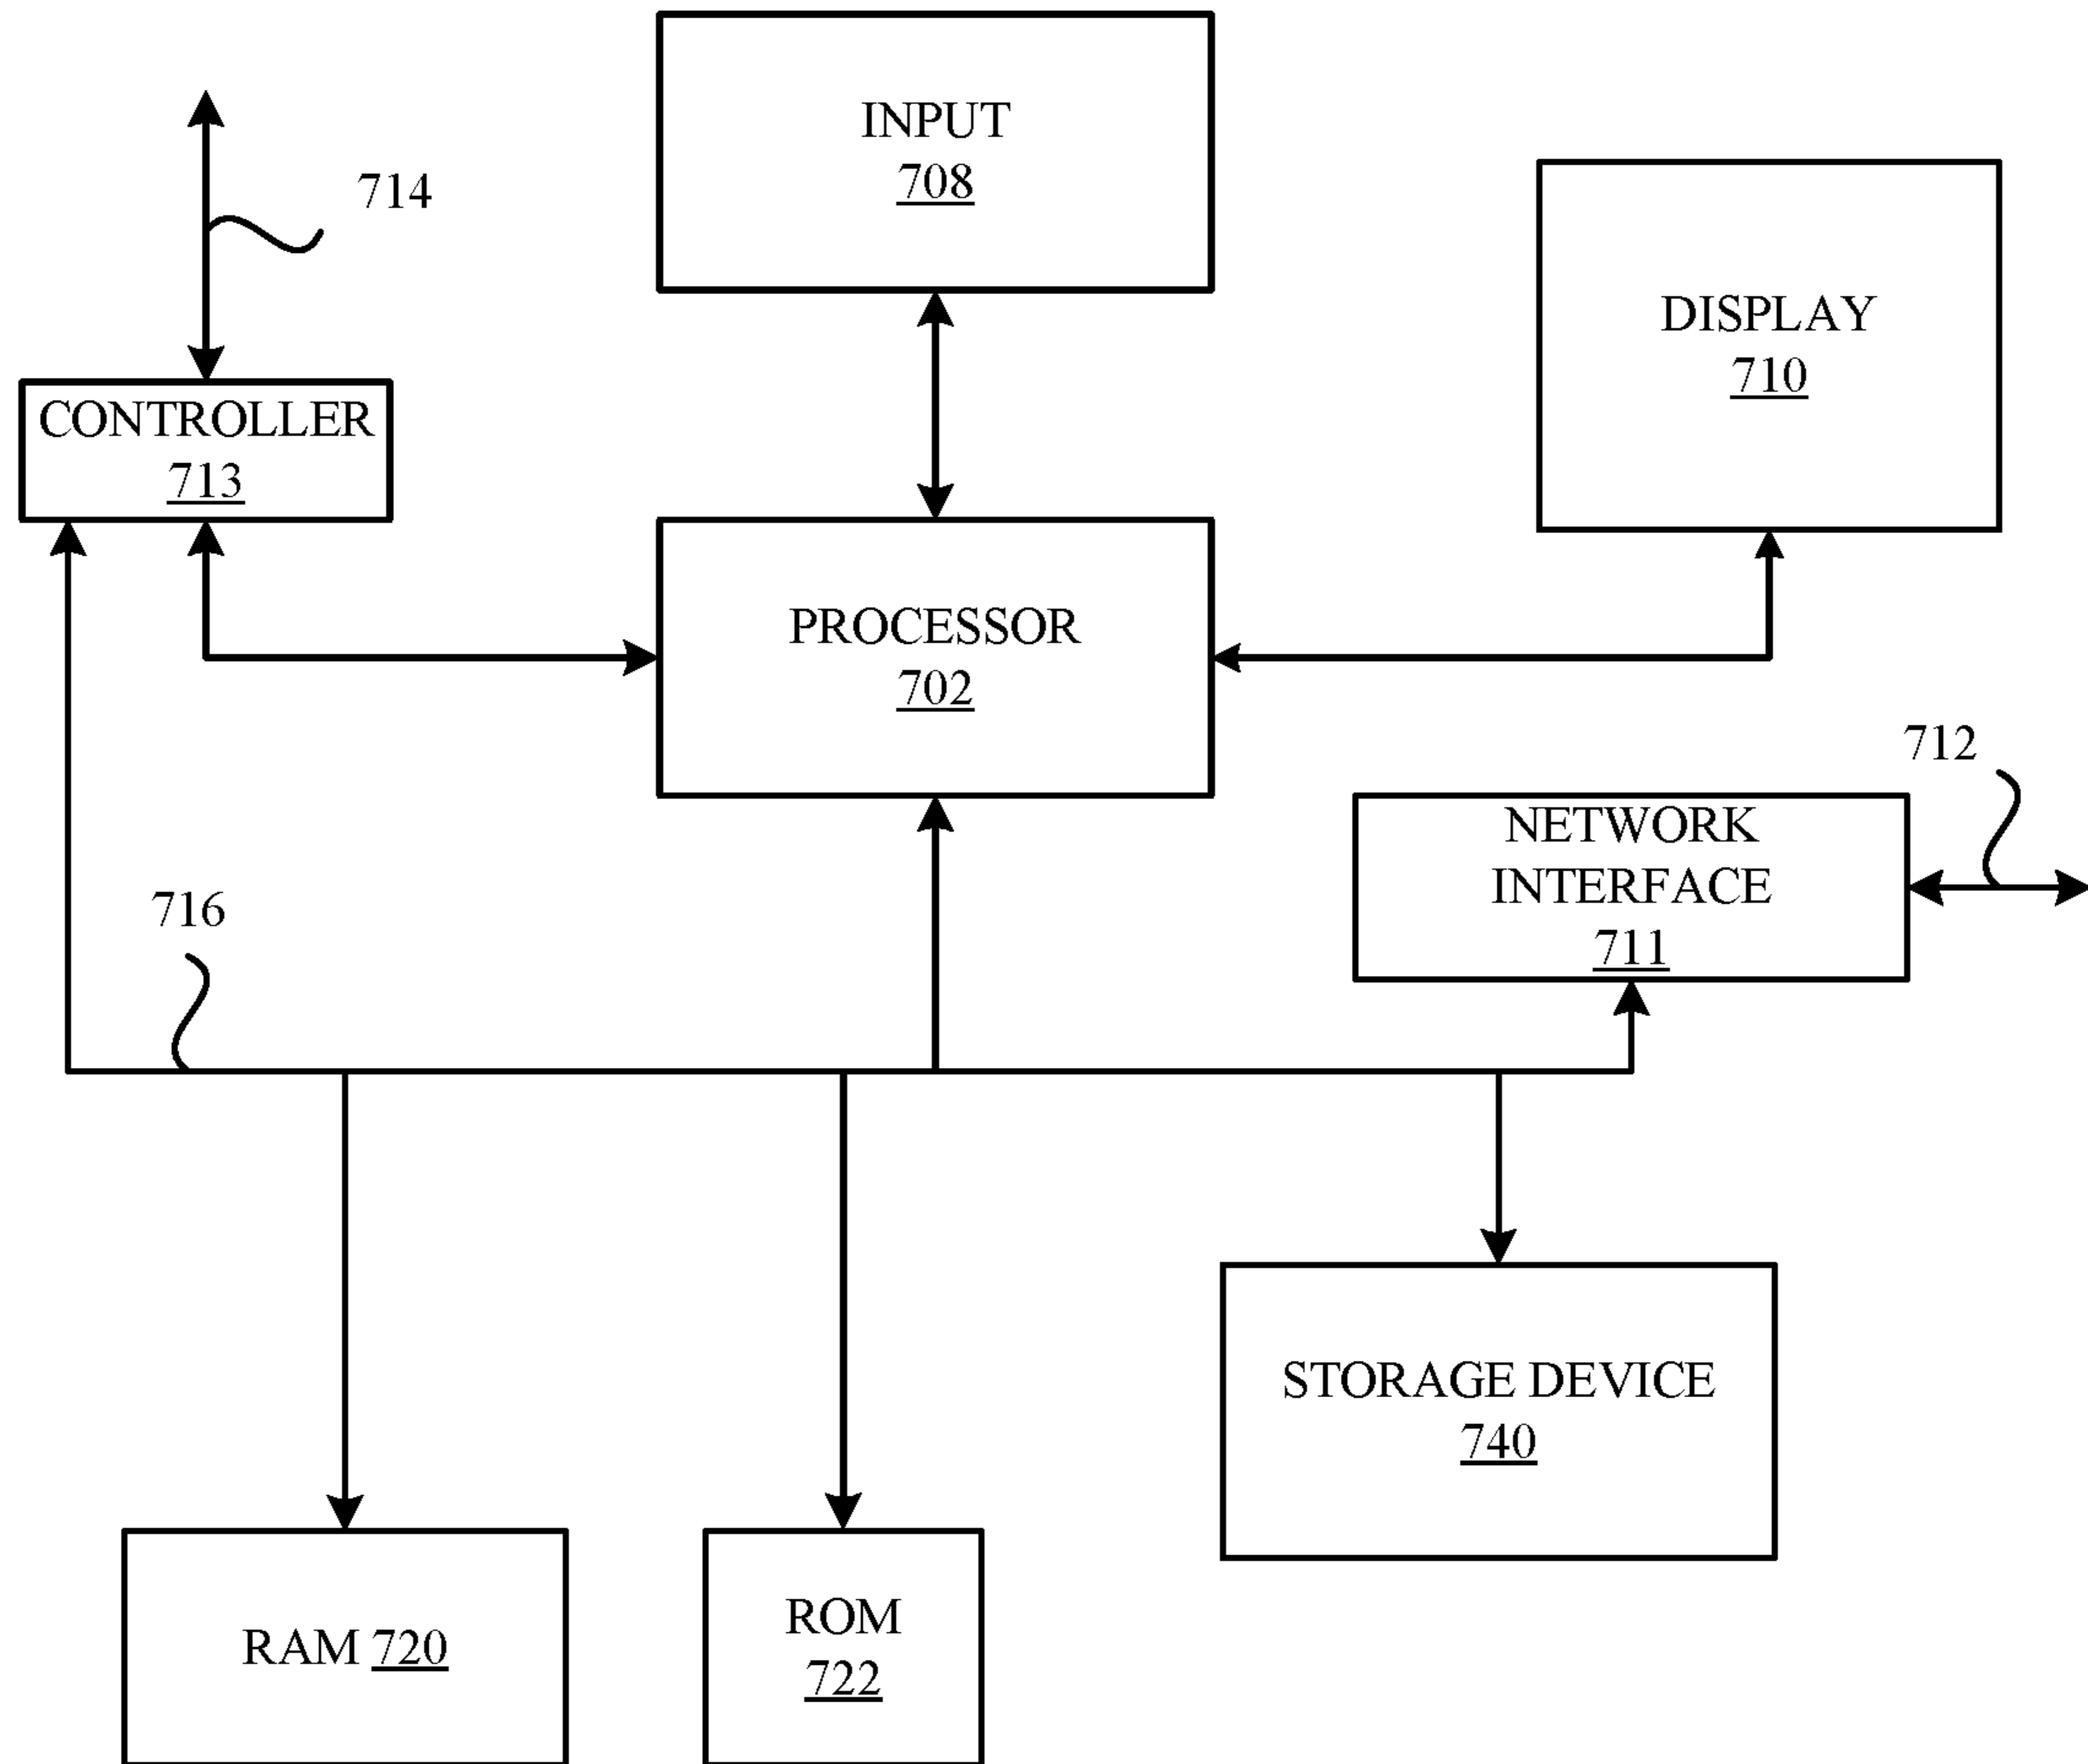 INPUT
708
714
DISPLAY
710
CONTROLLER
713
PROCESSOR
702
712
NETWORK
INTERFACE
711
716
STORAGE DEVICE
740
RAM 720
ROM
722